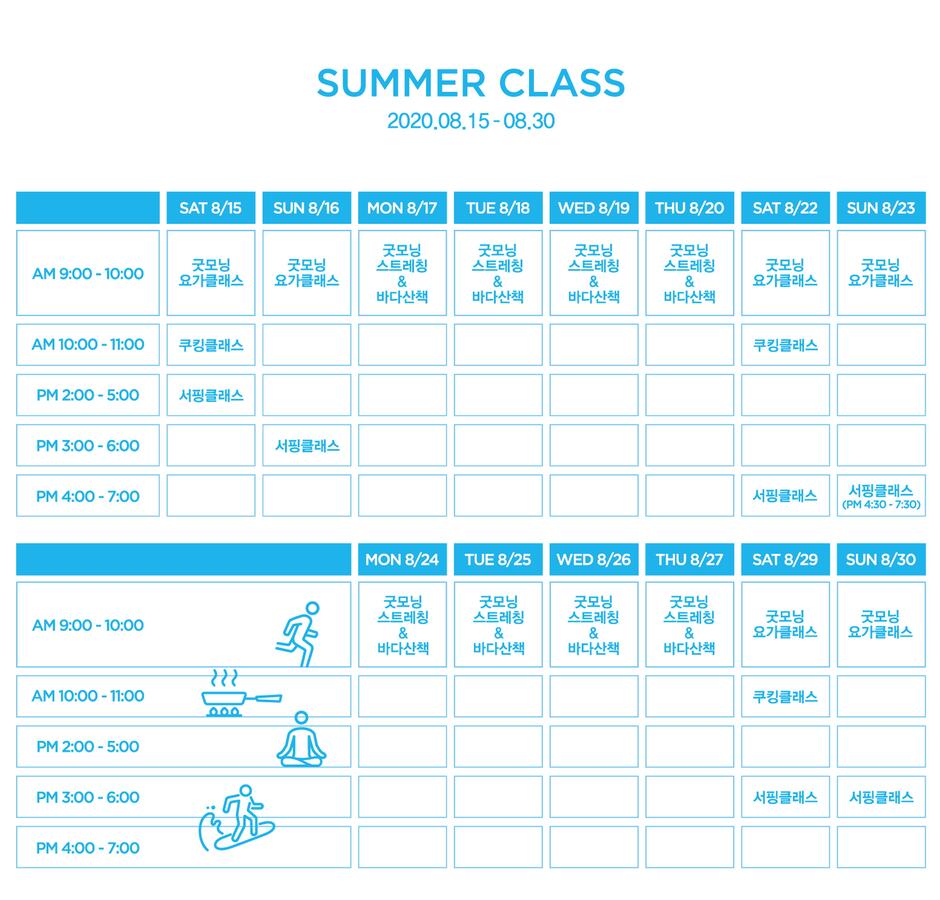 SUMMER CLASS
2020.08.15 - 08.30
SAT 8/15 SUN 8/16 MON 8/17 TUE 8/18 WED 8/19 THU 8/20 SAT 8/22 SUN 8/23
AM 9:00 - 10:00
굿모닝
요가클래스
굿모닝
요가클래스
굿모닝
스트레칭
&
바다산책
굿모닝
스트레칭
&
바다산책
굿모닝
스트레칭
&
바다산책
굿모닝
스트레칭
&
바다산책
굿모닝
요가클래스
굿모닝
요가클래스
AM 10:00 - 11:00 쿠킹클래스 쿠킹클래스
PM 2:00 - 5:00 서핑클래스
PM 3:00 - 6:00 서핑클래스
PM 4:00 - 7:00 서핑클래스 서핑클래스
(PM 4:30 - 7:30)
MON 8/24 TUE 8/25 WED 8/26 THU 8/27 SAT 8/29 SUN 8/30
AM 9:00 - 10:00
굿모닝
스트레칭
&
바다산책
굿모닝
스트레칭
&
바다산책
굿모닝
스트레칭
&
바다산책
굿모닝
스트레칭
&
바다산책
굿모닝
요가클래스
굿모닝
요가클래스
AM 10:00 - 11:00 쿠킹클래스
PM 2:00 - 5:00
PM 3:00 - 6:00 서핑클래스 서핑클래스
PM 4:00 - 7:00